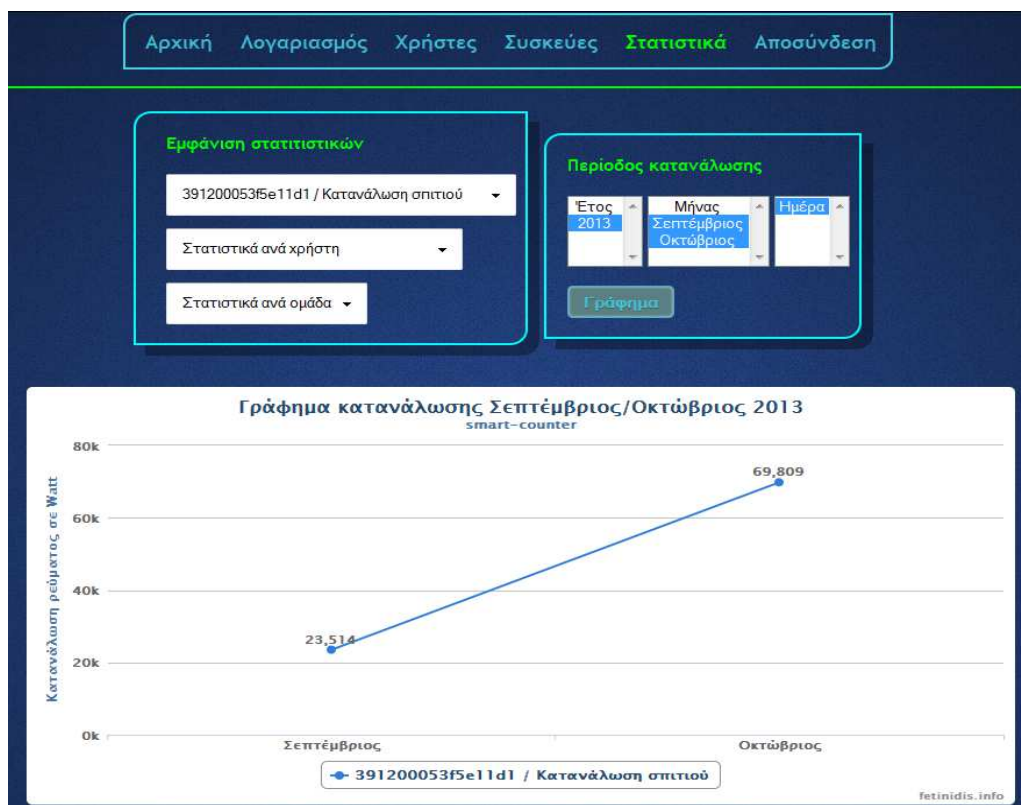 Αρχική Λογαριασμός Χρήστες Συσκεύες Στατιστικά Αποσύνδεση
Εμφάνιση στατιτιστικών
391200053f5e11d1 / Κατανάλωση σπιτιού
Στατιστικά ανά χρήστη
Στατιστικά ανά ομάδα
Περίοδος κατανάλωσης
Έτος
2013
Μήνας
Σεπτέμβριος
Οκτώβριος
Ημέρα
Γράφημα
Γράφημα κατανάλωσης Σεπτέμβριος/Οκτώβριος 2013
smart-counter
Κατανάλωση ρεύματος σε Watt
80k
60k
40k
20k
0k
23,514
69,809
Σεπτέμβριος
Οκτώβριος
391200053f5e11d1 / Κατανάλωση σπιτιού
fetinidis.info